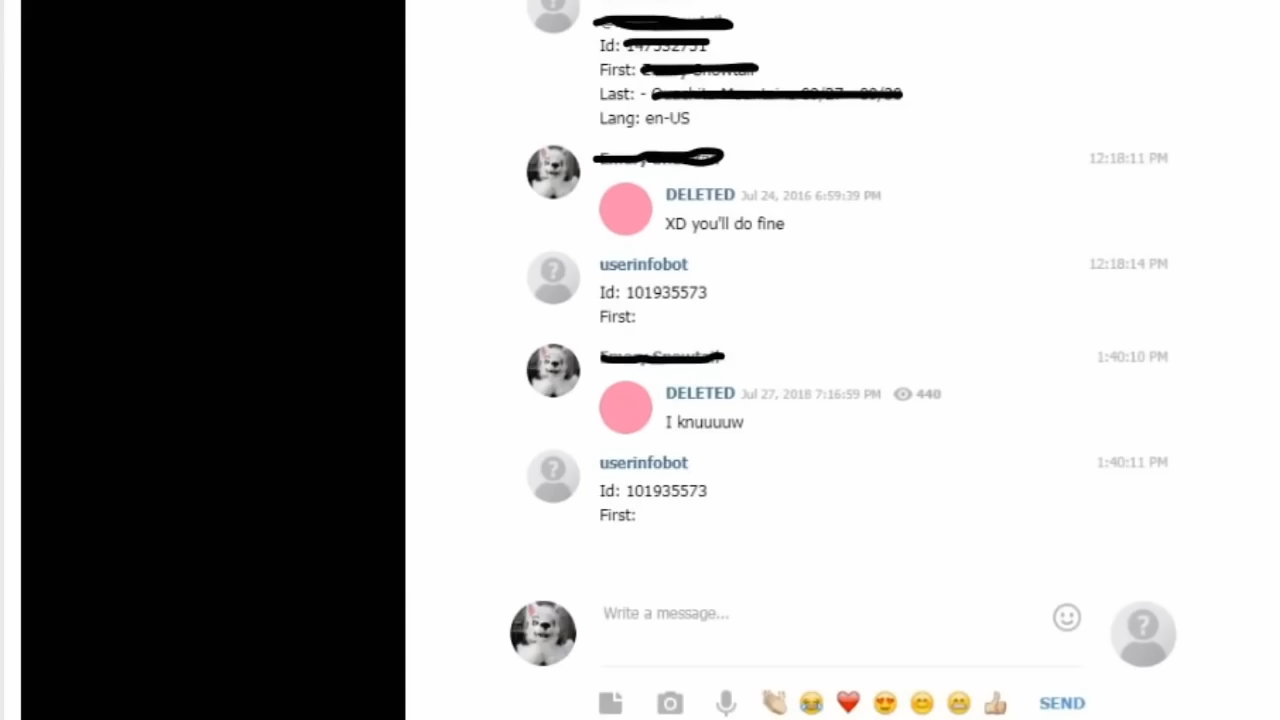 Id:
First:
Last: -
Lang: en-US
12:18:11 PM
DELETED Jul 24, 2016 6:59:39 PM
XD you'll do fine
userinfobot 12:18:14 PM
Id: 101935573
First:
1:40:10 PM
DELETED Jul 27, 2018 7:16:59 PM 440
I knuuuuw
userinfobot 1:40:11 PM
Id: 101935573
First:
Write a message...
SEND